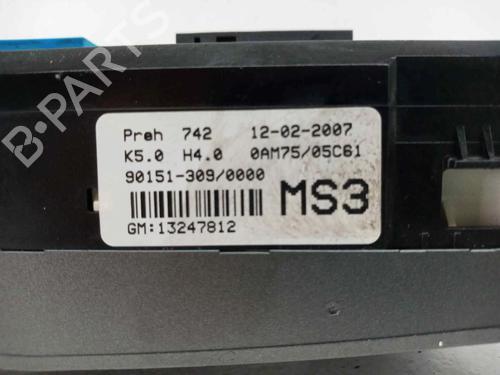 Preh 742 12-02-2007
K5.0 H4.0 0AM75/05C61
90151-309/0000
MS3
GM:13247812
B-PARTS